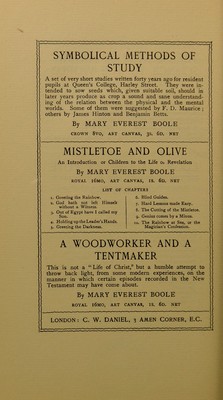 SYMBOLICAL METHODS OF
STUDY
A set of very short studies written forty years ago for resident
pupils at Queen's College, Harley Street. They were in-
tended to sow seeds which, given suitable soil, should in
later years produce as crop a sound and sane understand-
ing of the relation between the physical and the mental
worlds. Some of them were suggested by F. D. Maurice;
others by James Hinton and Benjamin Betts.
By MARY EVEREST BOOLE
CROWN 8vo, ART CANVAS, 3s. 6d. NET
MISTLETOE AND OLIVE
An Introduction for Children to the Life of Revelation
By MARY EVEREST BOOLE
ROYAL 16mo, ART CANVAS, 1s. 6d. NET
LIST OF CHAPTERS
1. Greeting the Rainbow.
2. God hath not left Himself
without a Witness.
3. Out of Egypt have I called my
Son.
4. Holding up the Leader's Hands.
5. Greeting the Darkness.
6. Blind Guides.
7. Hard Lessons made Easy.
8. The Cutting of the Mistletoe.
9. Genius comes by a Minus.
10. The Rainbow at Sea, or the
Magician's Confession.
A WOODWORKER AND A
TENTMAKER
This is not a "Life of Christ," but a humble attempt to
throw back light, from some modern experiences, on the
manner in which certain episodes recorded in the New
Testament may have come about.
By MARY EVEREST BOOLE
ROYAL 16mo, ART CANVAS, 1s. 6d. NET
LONDON: C. W. DANIEL, 3 AMEN CORNER, E.C.